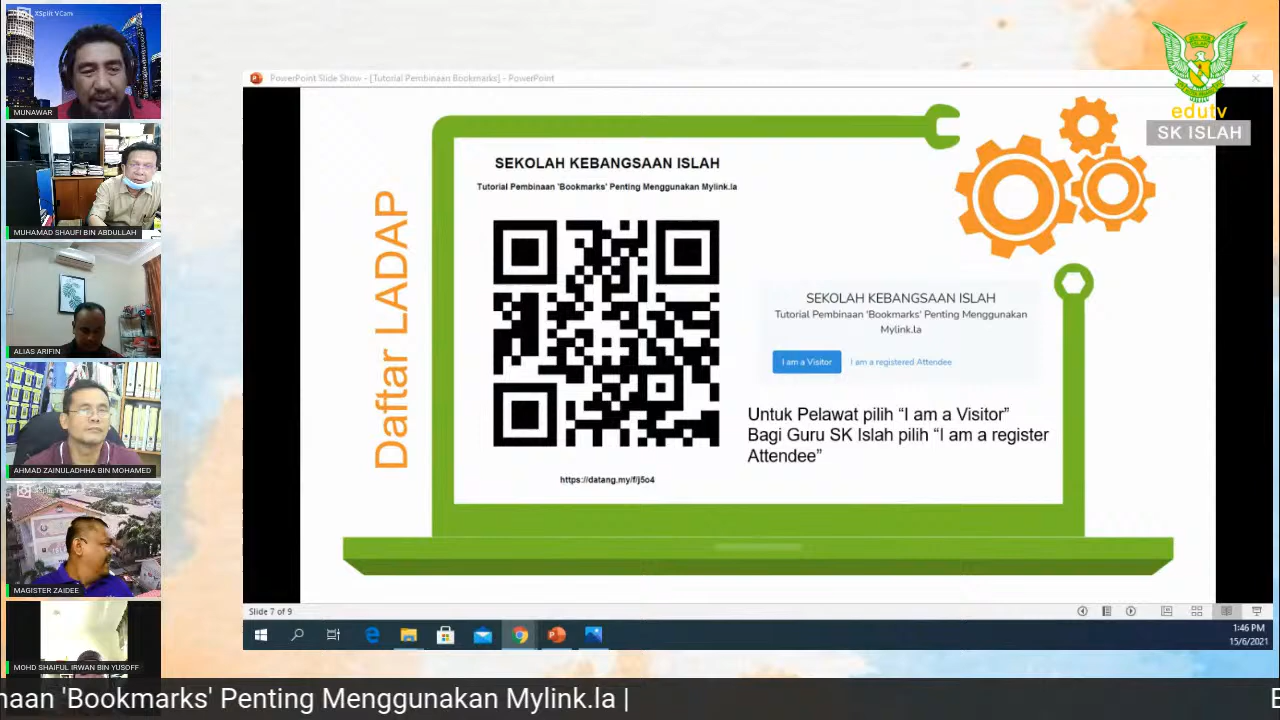 XSplit VCam
MUNAWAR
MUHAMAD SHAUFI BIN ABDULLAH
ALIAS ARIFIN
AHMAD ZAINULADHHA BIN MOHAMED
MAGISTER ZAIDEE
MOHD SHAIFUL IRWAN BIN YUSOFF
PowerPoint Slide Show - [Tutorial Pembinaan Bookmarks] - PowerPoint
edutv
SK ISLAH
Daftar LADAP
SEKOLAH KEBANGSAAN ISLAH
Tutorial Pembinaan 'Bookmarks' Penting Menggunakan Mylink.la
https://datang.my/f/j5o4
SEKOLAH KEBANGSAAN ISLAH
Tutorial Pembinaan 'Bookmarks' Penting Menggunakan
Mylink.la
I am a Visitor
I am a registered Attendee
Untuk Pelawat pilih “I am a Visitor”
Bagi Guru SK Islah pilih “I am a register
Attendee”
Slide 7 of 9
1:46 PM
15/6/2021
naan 'Bookmarks' Penting Menggunakan Mylink.la |